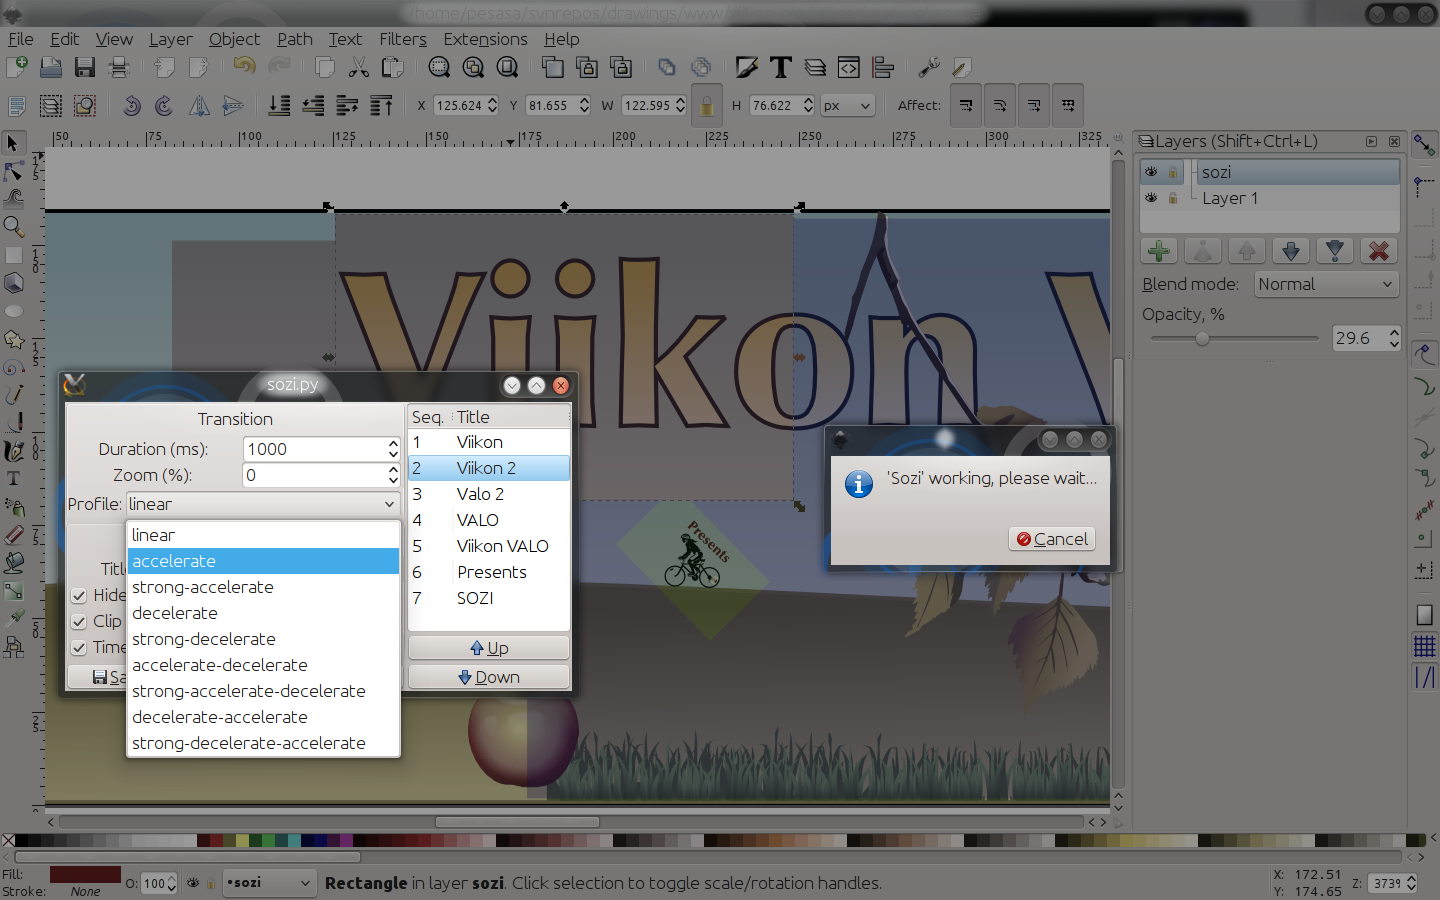 /home/pesasa/svnrepos/drawings/www/
File Edit View Layer Object Path Text Filters Extensions Help
X 125.624 Y 81.655 W 122.595 H 76.622 px Affect:
50 75 100 125 150 175 200 225 250 275 300 325
Layers (Shift+Ctrl+L)
sozi
Layer 1
Blend mode: Normal
Opacity, %
29.6
Viikon V
Presents
sozi.py
Transition
Duration (ms): 1000
Zoom (%): 0
Profile: linear
linear
accelerate
strong-accelerate
decelerate
strong-decelerate
accelerate-decelerate
strong-accelerate-decelerate
decelerate-accelerate
strong-decelerate-accelerate
Titl
Hide
Clip
Time
Sa
Seq. Title
1 Viikon
2 Viikon 2
3 Valo 2
4 VALO
5 Viikon VALO
6 Presents
7 SOZI
Up
Down
'Sozi' working, please wait...
Cancel
Fill:
Stroke: None
O: 100
•sozi
Rectangle in layer sozi. Click selection to toggle scale/rotation handles.
X: 172.51
Y: 174.65
Z: 3739